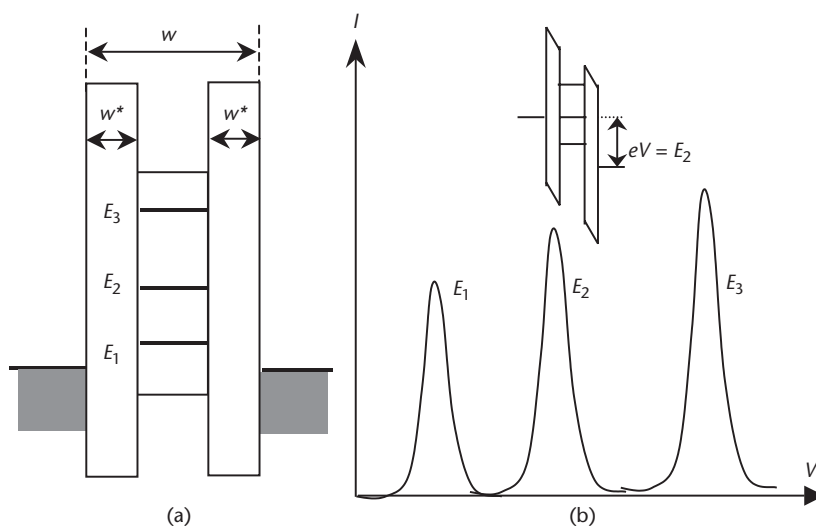 w
w* w*
E₃
E₂
E₁
(a)
I
eV = E₂
E₁
E₂
E₃
V
(b)